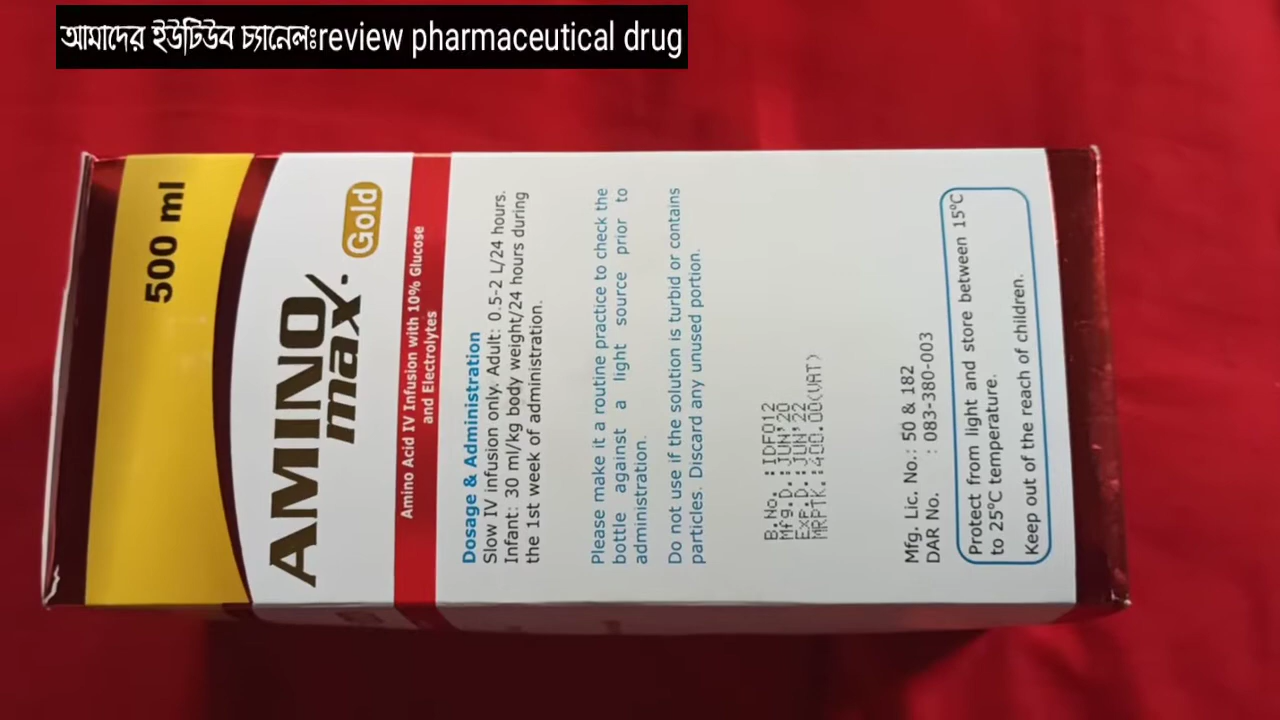 আমাদের ইউটিউব চ্যানেলঃreview pharmaceutical drug
500 ml
AMINO
max
Gold
Amino Acid IV Infusion with 10% Glucose
and Electrolytes
Dosage & Administration
Slow IV infusion only. Adult: 0.5-2 L/24 hours.
Infant: 30 ml/kg body weight/24 hours during
the 1st week of administration.
Please make it a routine practice to check the
bottle against a light source prior to
administration.
Do not use if the solution is turbid or contains
particles. Discard any unused portion.
B.No. :IDF012
Mfg.D.:JUN'20
Exp.D.:JUN'22
MRPTK.:400.00(VAT)
Mfg. Lic. No.: 50 & 182
DAR No. : 083-380-003
Protect from light and store between 15°C
to 25°C temperature.
Keep out of the reach of children.